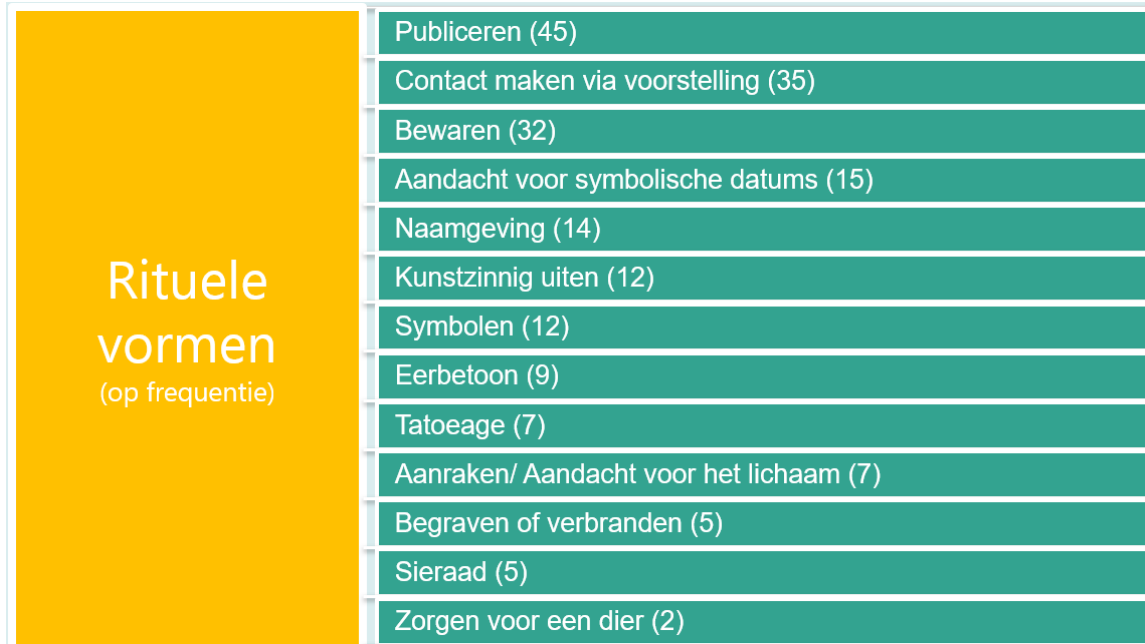 Rituele
vormen
(op frequentie)
Publiceren (45)
Contact maken via voorstelling (35)
Bewaren (32)
Aandacht voor symbolische datums (15)
Naamgeving (14)
Kunstzinnig uiten (12)
Symbolen (12)
Eerbetoon (9)
Tatoeage (7)
Aanraken/ Aandacht voor het lichaam (7)
Begraven of verbranden (5)
Sieraad (5)
Zorgen voor een dier (2)